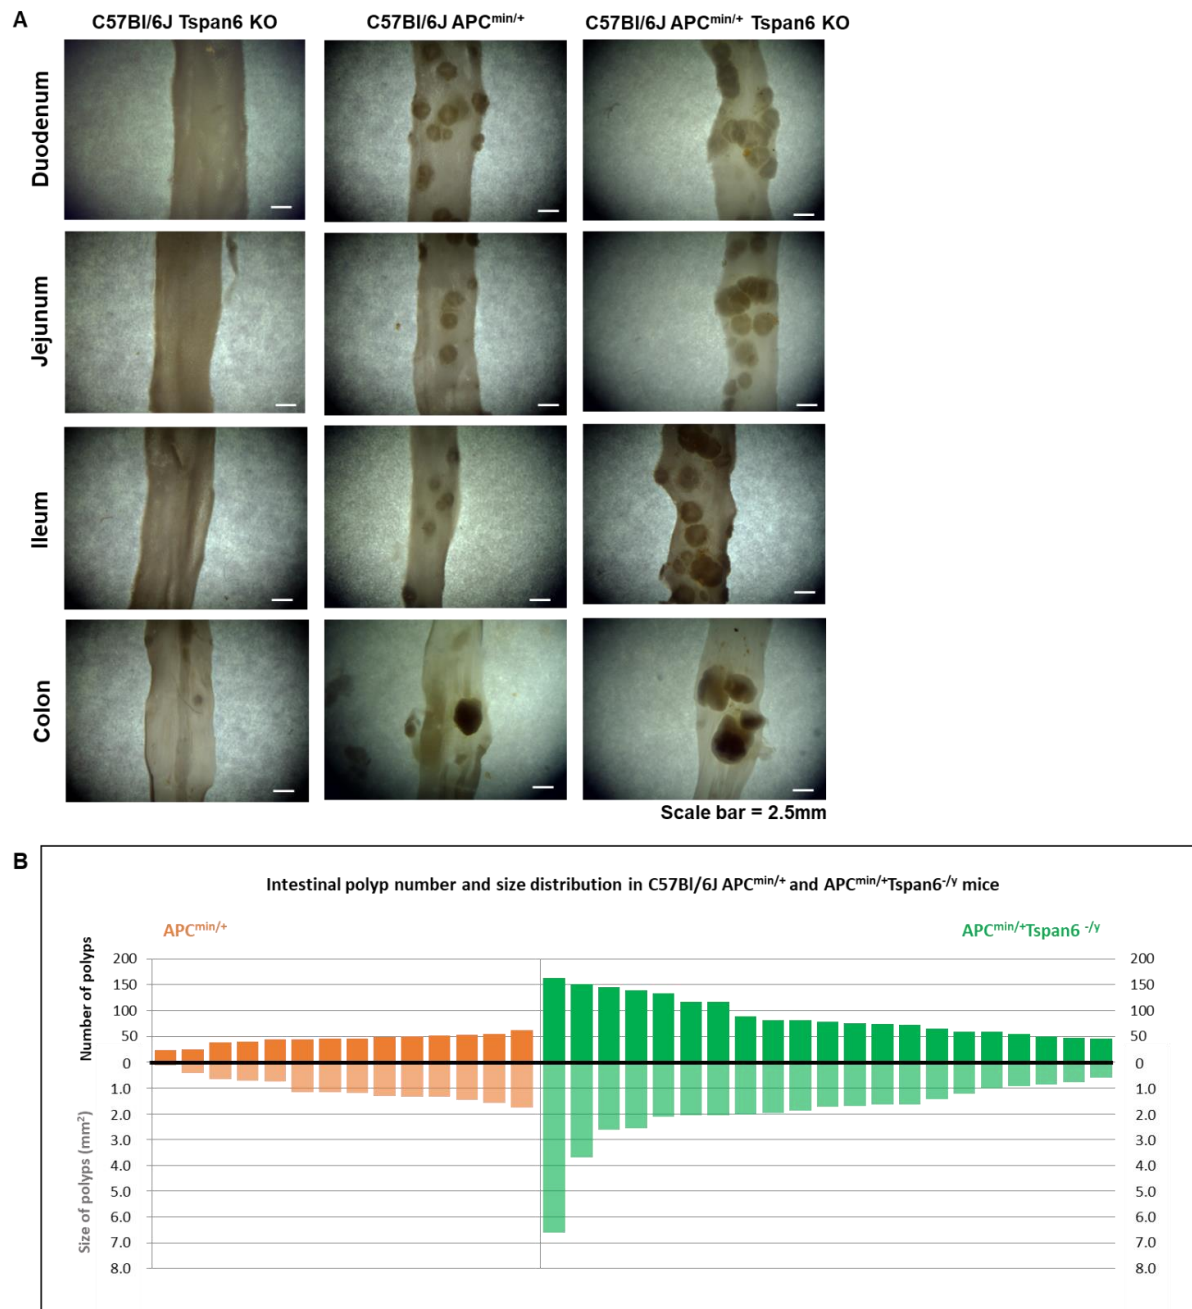 A
C57Bl/6J Tspan6 KO
C57Bl/6J APCmin/+
C57Bl/6J APCmin/+ Tspan6 KO
Duodenum
Jejunum
Ileum
Colon
Scale bar = 2.5mm
B
Intestinal polyp number and size distribution in C57Bl/6J APCmin/+ and APCmin/+Tspan6-/y mice
APCmin/+
APCmin/+Tspan6 -/y
Number of polyps
200 200
150 150
100 100
50 50
0 0
Size of polyps (mm2)
1.0 1.0
2.0 2.0
3.0 3.0
4.0 4.0
5.0 5.0
6.0 6.0
7.0 7.0
8.0 8.0